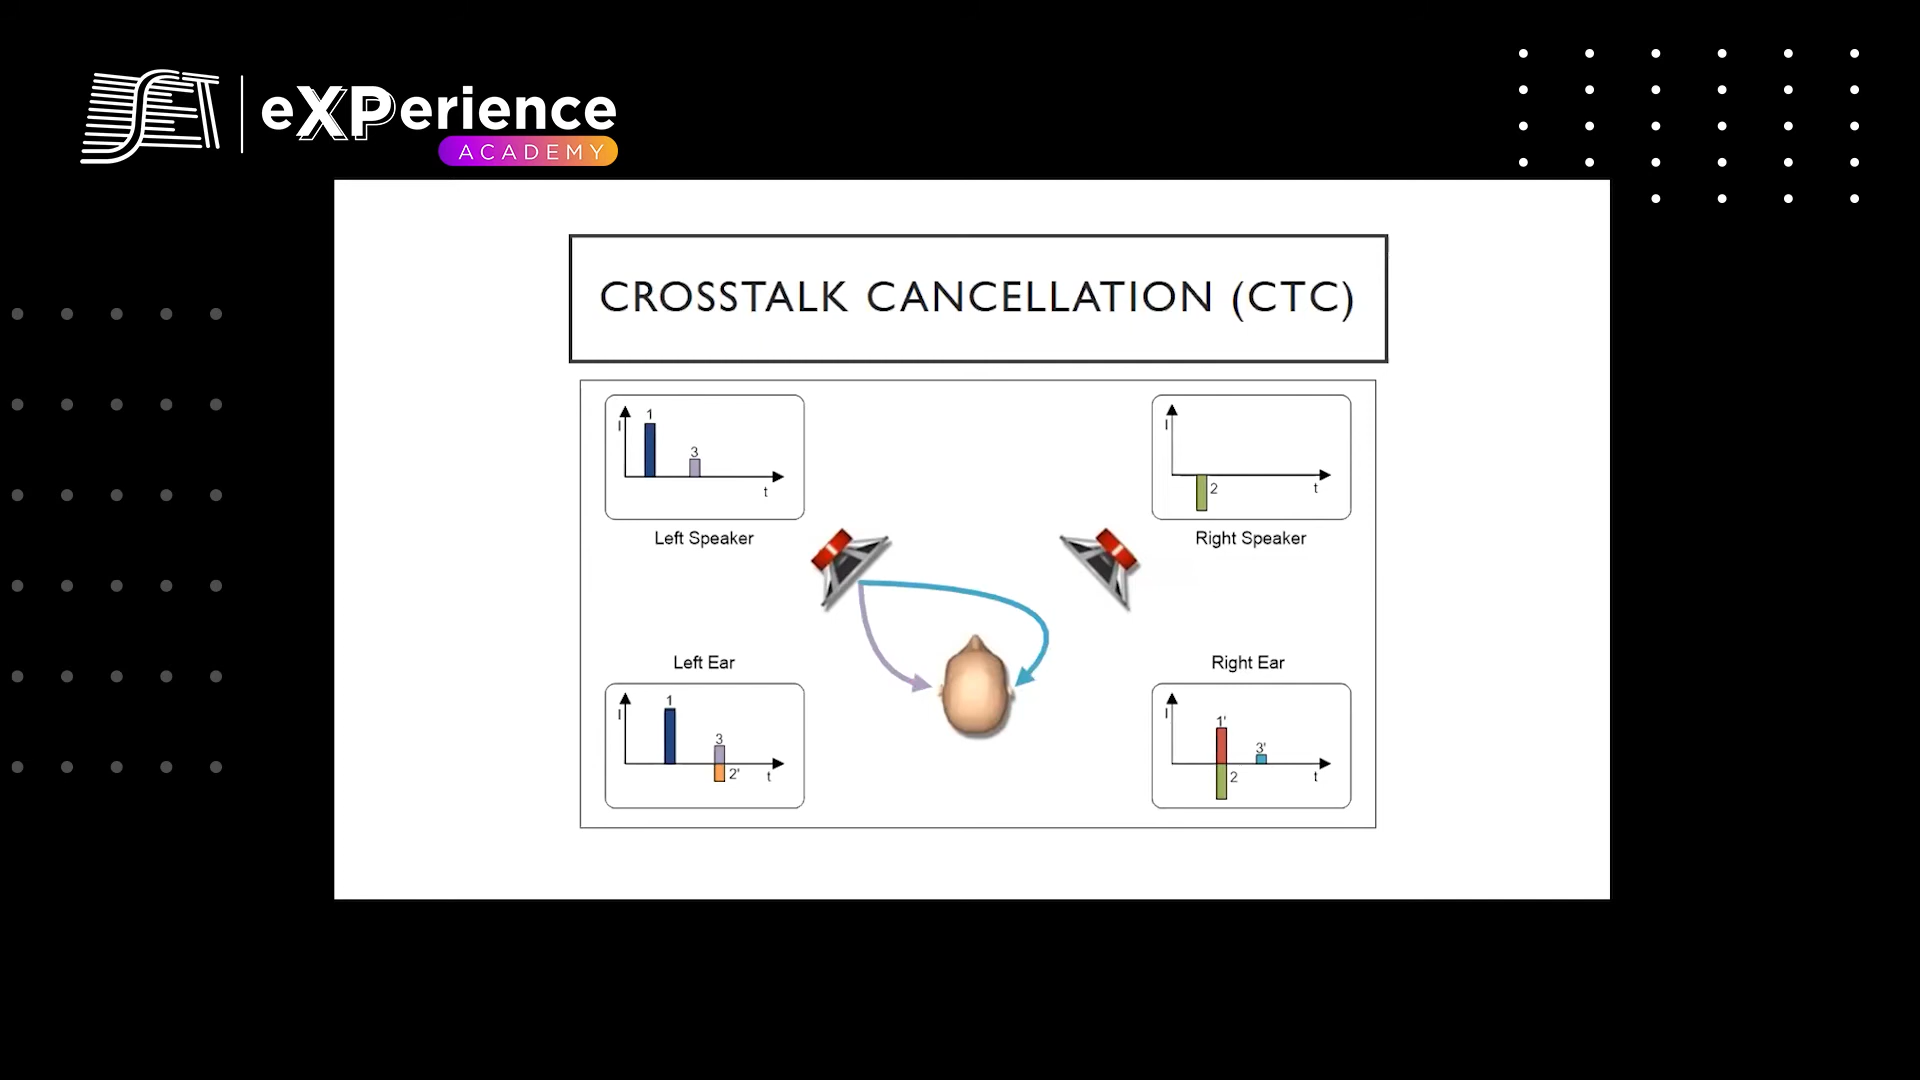 SET
eXPerience
ACADEMY
CROSSTALK CANCELLATION (CTC)
1
I
3
t
Left Speaker
I
2
t
Right Speaker
Left Ear
1
I
3
2'
t
Right Ear
1'
I
3'
2
t